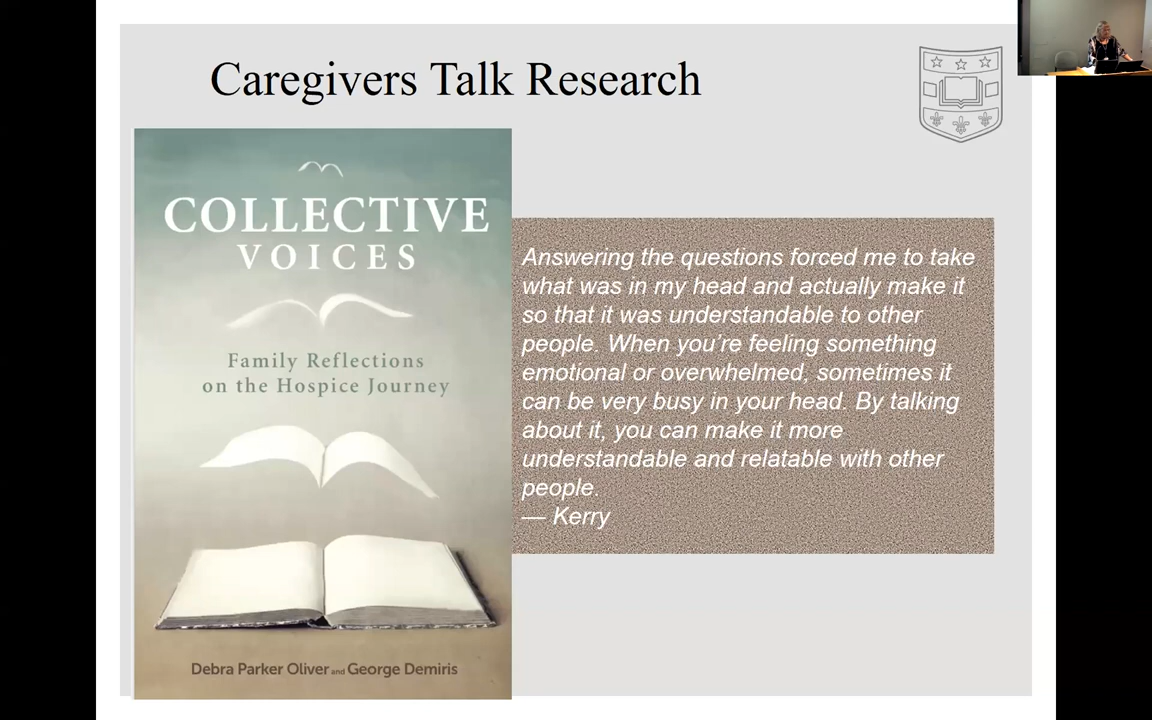 Caregivers Talk Research
COLLECTIVE
VOICES
Family Reflections
on the Hospice Journey
Debra Parker Oliver and George Demiris
Answering the questions forced me to take
what was in my head and actually make it
so that it was understandable to other
people. When you’re feeling something
emotional or overwhelmed, sometimes it
can be very busy in your head. By talking
about it, you can make it more
understandable and relatable with other
people.
— Kerry